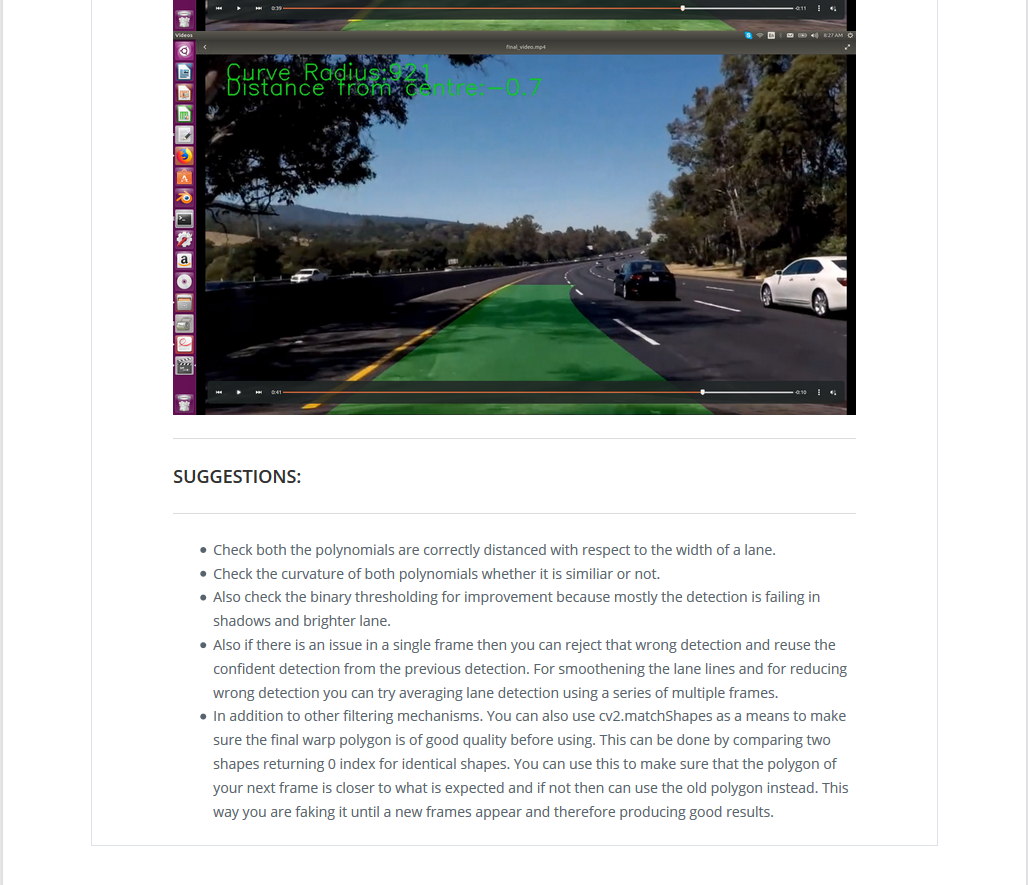 0:39
-0:11
Videos
8:27 AM
final_video.mp4
Curve Radius:921
Distance from centre:-0.7
0:41
-0:10
SUGGESTIONS:
Check both the polynomials are correctly distanced with respect to the width of a lane.
Check the curvature of both polynomials whether it is similiar or not.
Also check the binary thresholding for improvement because mostly the detection is failing in
shadows and brighter lane.
Also if there is an issue in a single frame then you can reject that wrong detection and reuse the
confident detection from the previous detection. For smoothening the lane lines and for reducing
wrong detection you can try averaging lane detection using a series of multiple frames.
In addition to other filtering mechanisms. You can also use cv2.matchShapes as a means to make
sure the final warp polygon is of good quality before using. This can be done by comparing two
shapes returning 0 index for identical shapes. You can use this to make sure that the polygon of
your next frame is closer to what is expected and if not then can use the old polygon instead. This
way you are faking it until a new frames appear and therefore producing good results.